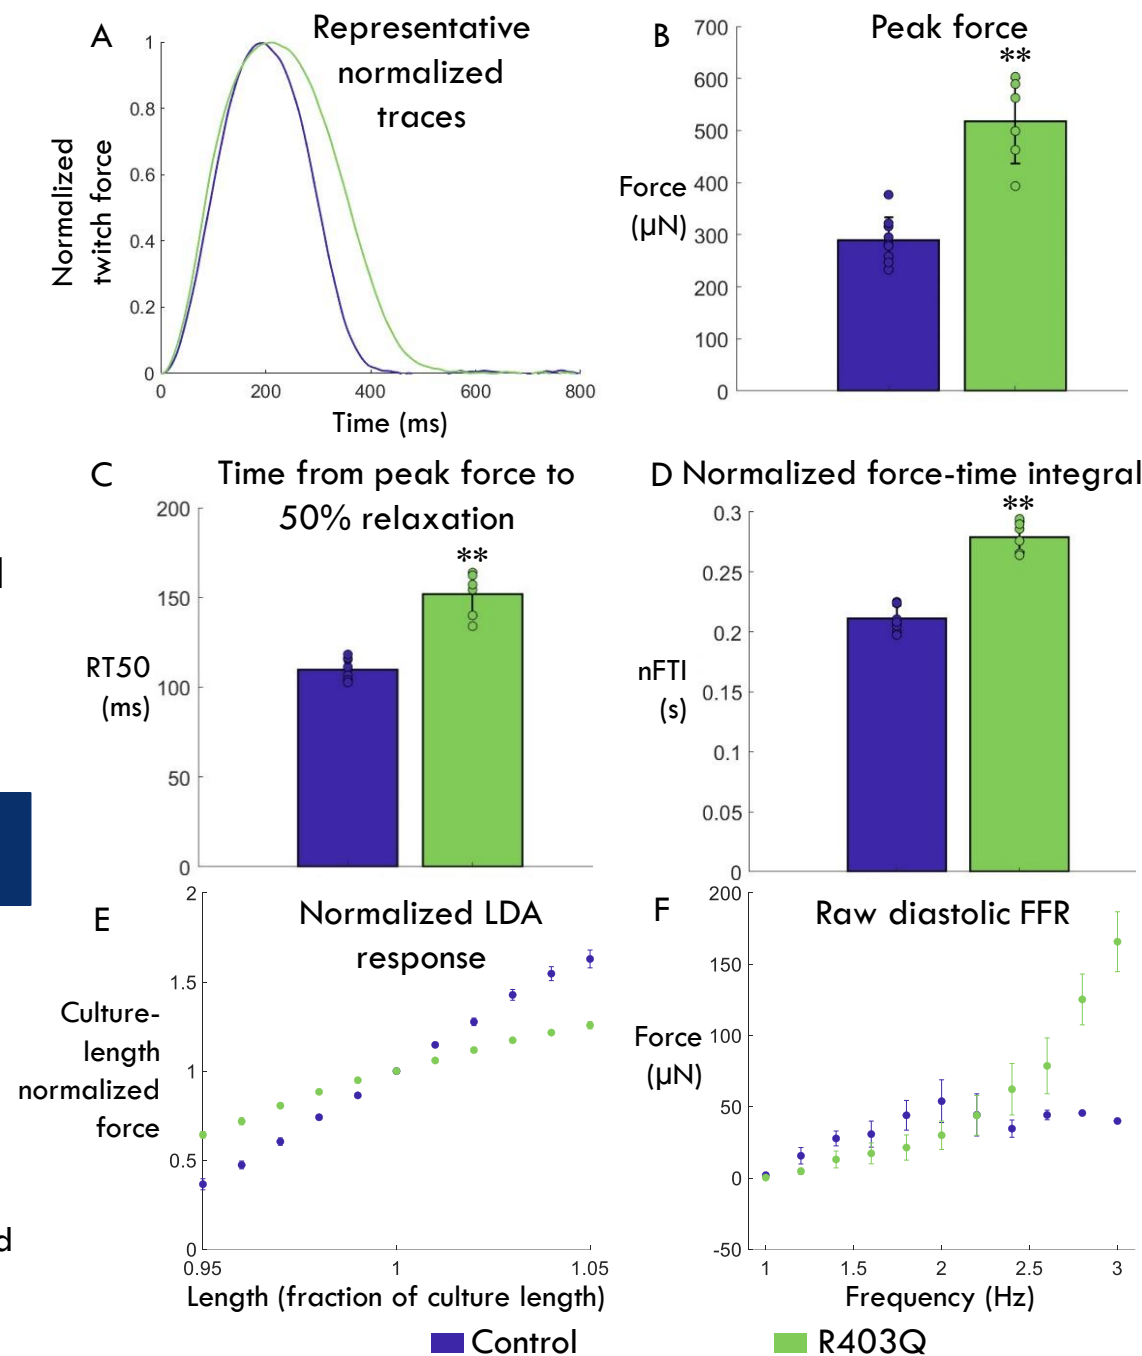 A
Representative
normalized
traces
Normalized
twitch force
1
0.8
0.6
0.4
0.2
0
0
200
400
600
800
Time (ms)
B
Peak force
**
700
600
500
400
300
200
100
0
Force
(µN)
C
Time from peak force to
50% relaxation
**
200
150
100
50
0
RT50
(ms)
D
Normalized force-time integral
**
0.3
0.25
0.2
0.15
0.1
0.05
0
nFTI
(s)
E
Normalized LDA
response
2
1.5
1
0.5
0
Culture-
length
normalized
force
0.95
1
1.05
Length (fraction of culture length)
F
Raw diastolic FFR
200
150
100
50
0
-50
Force
(µN)
1
1.5
2
2.5
3
Frequency (Hz)
d
Control
R403Q